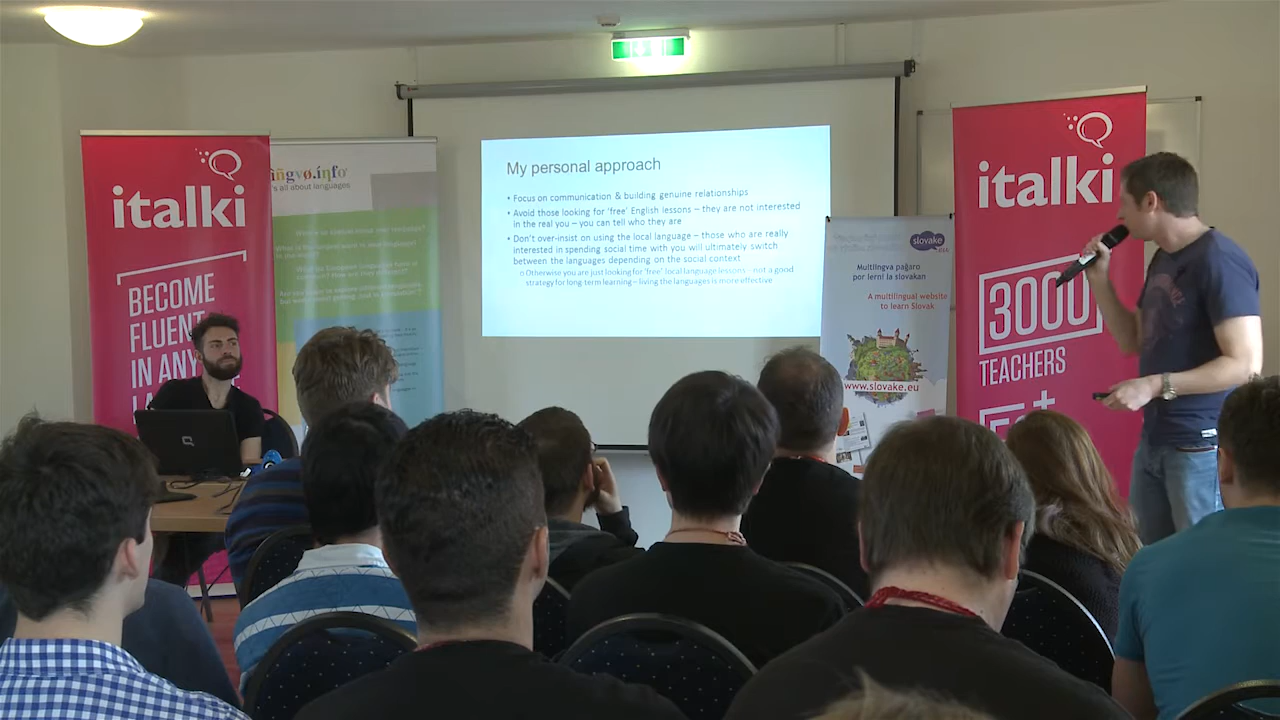 italki
BECOME
FLUENT
IN ANY
iñgvø.iŋfo
's all about languages
My personal approach
• Focus on communication & building genuine relationships
• Avoid those looking for 'free' English lessons – they are not interested
in the real you – you can tell who they are
• Don't over-insist on using the local language – those who are really
interested in spending social time with you will ultimately switch
between the languages depending on the social context
o Otherwise you are just looking for 'free' local language lessons - not a good
strategy for long term learning – living the languages is more effective
slovake
Multilingva paĝaro
por lerni la slovakan
A multilingual website
to learn Slovak
www.slovake.eu
italki
3000
TEACHERS